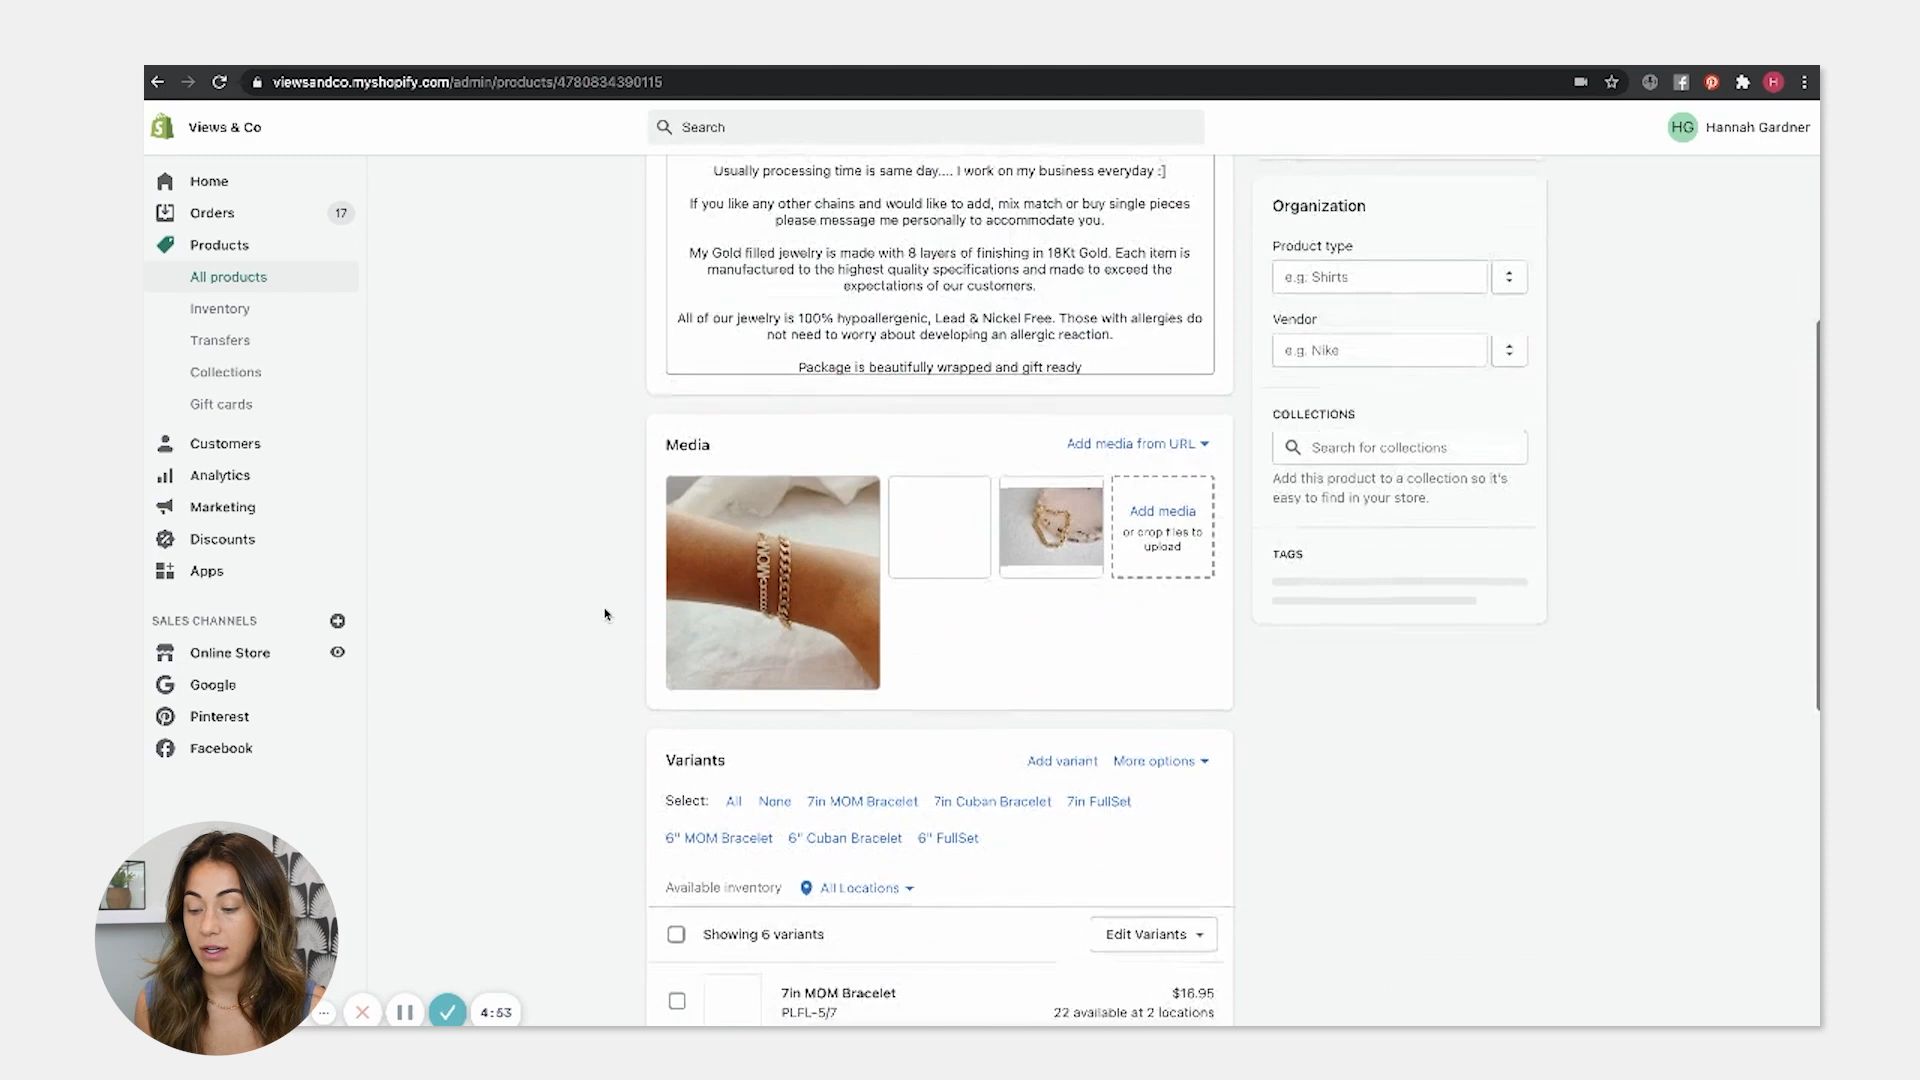 viewsandco.myshopify.com/admin/products/4780834390115
H
Views & Co
Search
HG Hannah Gardner
Home
Orders 17
Products
All products
Inventory
Transfers
Collections
Gift cards
Customers
Analytics
Marketing
Discounts
Apps
SALES CHANNELS
Online Store
Google
Pinterest
Facebook
Usually processing time is same day.... I work on my business everyday :]
If you like any other chains and would like to add, mix match or buy single pieces
please message me personally to accommodate you.
My Gold filled jewelry is made with 8 layers of finishing in 18Kt Gold. Each item is
manufactured to the highest quality specifications and made to exceed the
expectations of our customers.
All of our jewelry is 100% hypoallergenic, Lead & Nickel Free. Those with allergies do
not need to worry about developing an allergic reaction.
Package is beautifully wrapped and gift ready
Media
Add media from URL
MOM
Add media
or drop files to
upload
Variants
Add variant More options
Select: All None 7in MOM Bracelet 7in Cuban Bracelet 7in FullSet
6" MOM Bracelet 6" Cuban Bracelet 6" FullSet
Available inventory All Locations
Showing 6 variants
Edit Variants
7in MOM Bracelet $16.95
PLFL-5/7 22 available at 2 locations
Organization
Product type
e.g. Shirts
Vendor
e.g. Nike
COLLECTIONS
Search for collections
Add this product to a collection so it's
easy to find in your store.
TAGS
4:53